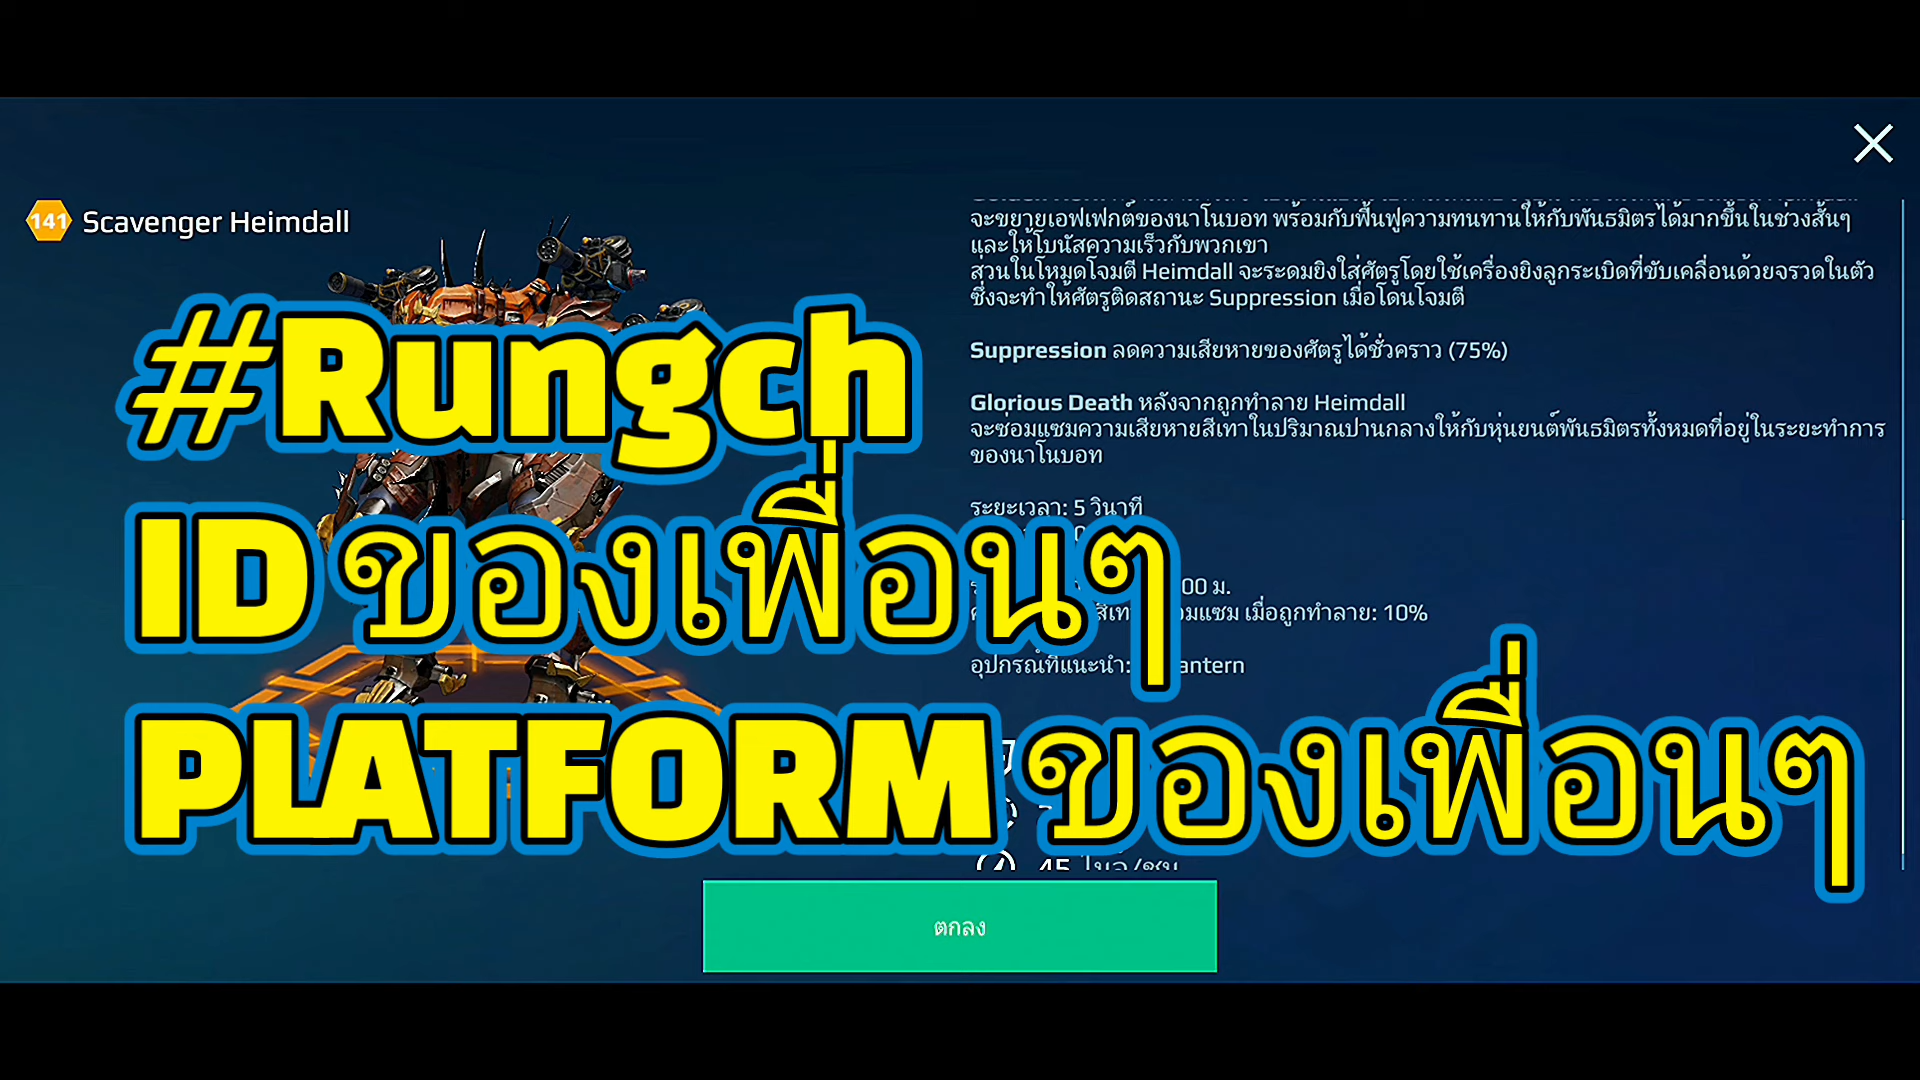 141 Scavenger Heimdall
จะขยายเอฟเฟกต์ของนาโนบอท พร้อมกับฟื้นฟูความทนทานให้กับพันธมิตรได้มากขึ้นในช่วงสั้นๆ
และให้โบนัสความเร็วกับพวกเขา
ส่วนในโหมดโจมตี Heimdall จะระดมยิงใส่ศัตรูโดยใช้เครื่องยิงลูกระเบิดที่ขับเคลื่อนด้วยจรวดในตัว
ซึ่งจะทำให้ศัตรูติดสถานะ Suppression เมื่อโดนโจมตี
Suppression ลดความเสียหายของศัตรูได้ชั่วคราว (75%)
Glorious Death หลังจากถูกทำลาย Heimdall
จะซ่อมแซมความเสียหายสีเทาในปริมาณปานกลางให้กับหุ่นยนต์พันธมิตรทั้งหมดที่อยู่ในระยะทำการ
ของนาโนบอท
ระยะเวลา: 5 วินาที
00 ม.
เมื่อถูกทำลาย: 10%
อุปกรณ์ที่แนะนำ: antern
#Rungch
ID ของเพื่อนๆ
PLATFORM ของเพื่อนๆ
ตกลง